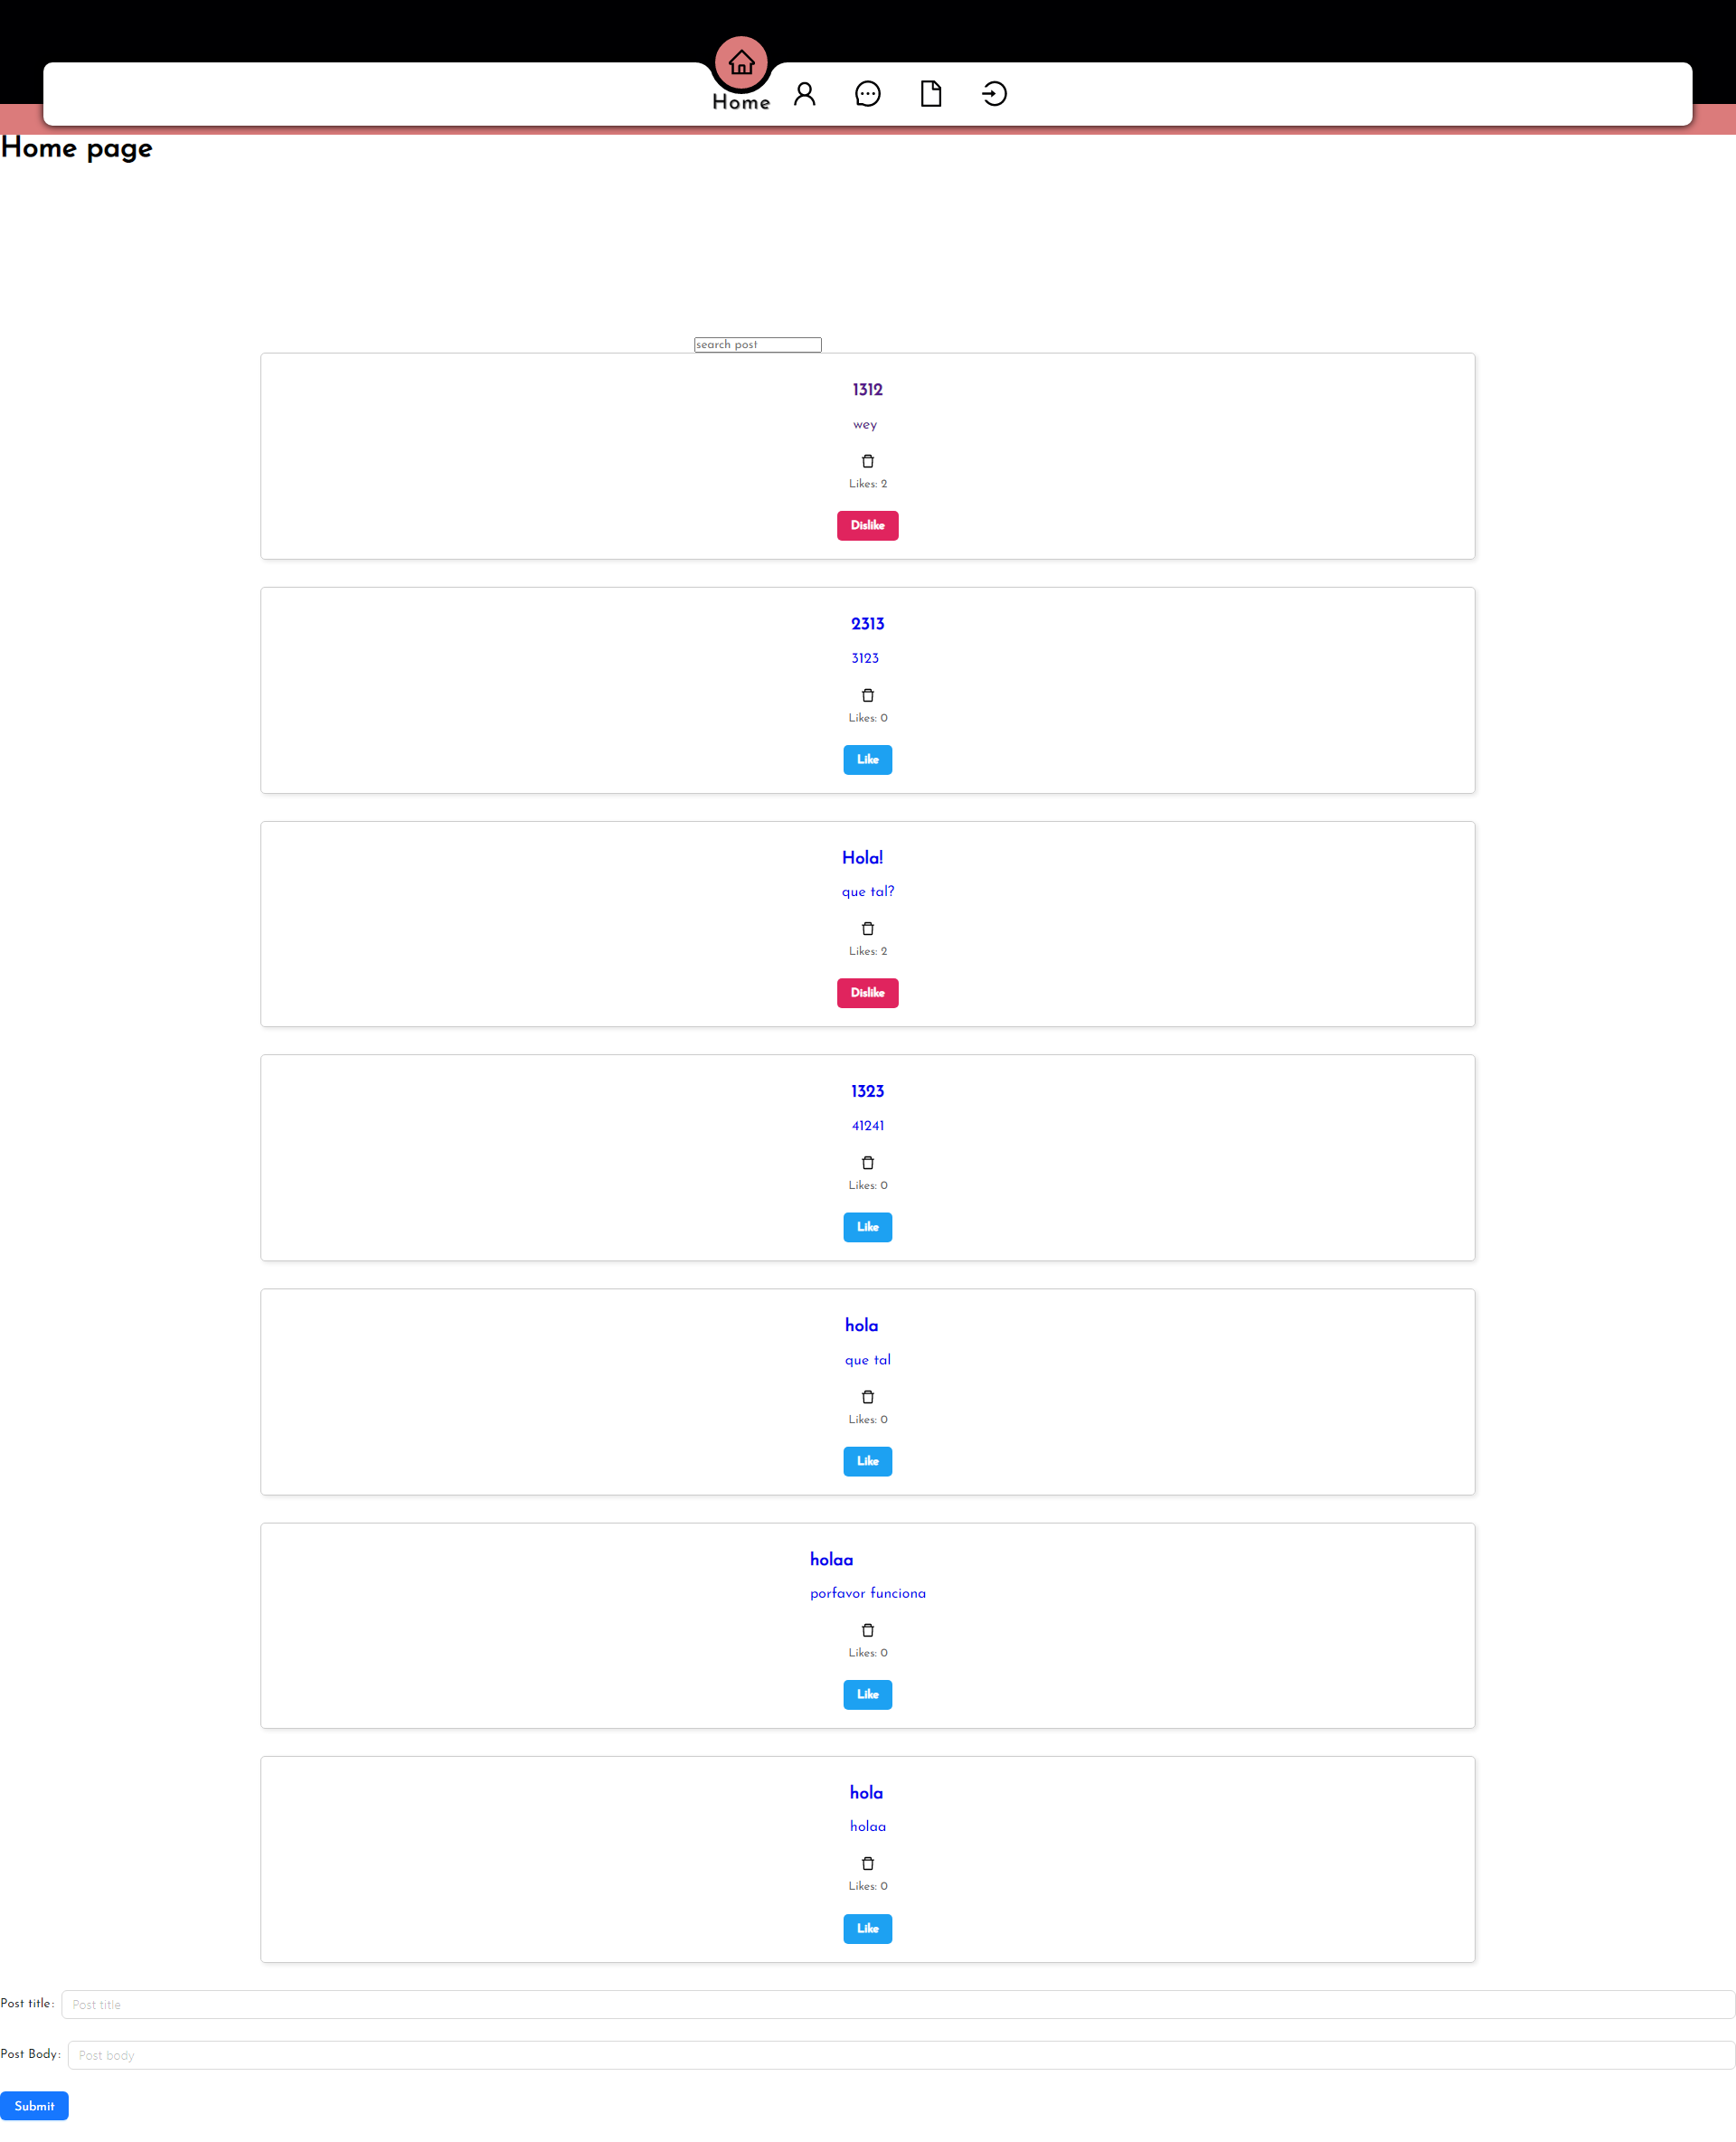 Home
Home page
search post
1312
wey
Likes: 2
Dislike
2313
3123
Likes: 0
Like
Hola!
que tal?
Likes: 2
Dislike
1323
41241
Likes: 0
Like
hola
que tal
Likes: 0
Like
holaa
porfavor funciona
Likes: 0
Like
hola
holaa
Likes: 0
Like
Post title: Post title
Post Body: Post body
Submit